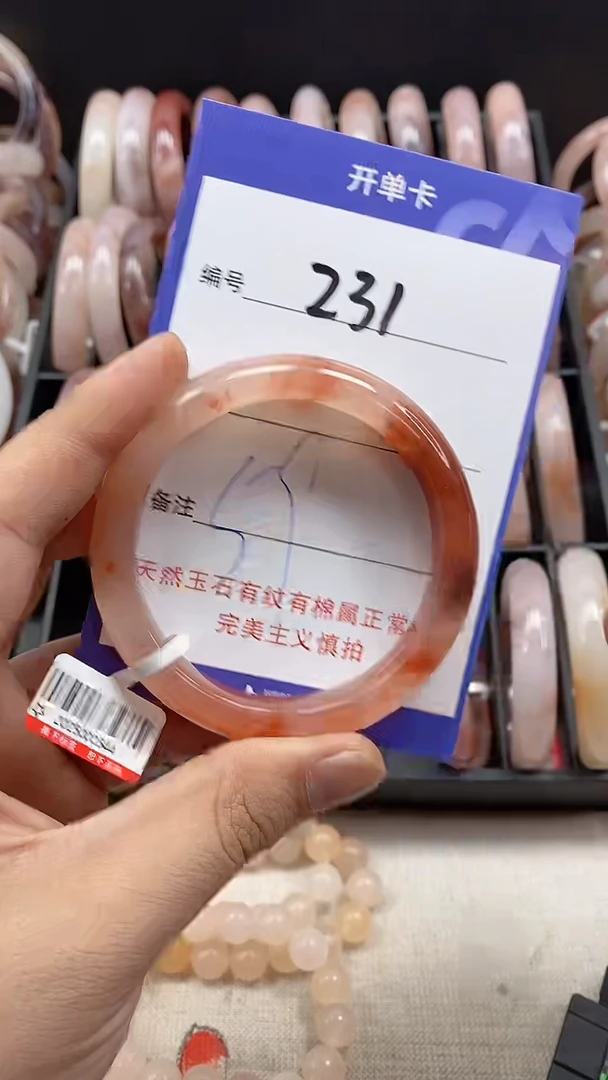 开单卡
编号 231
备注
天然玉石有纹有棉属正常
完美主义慎拍